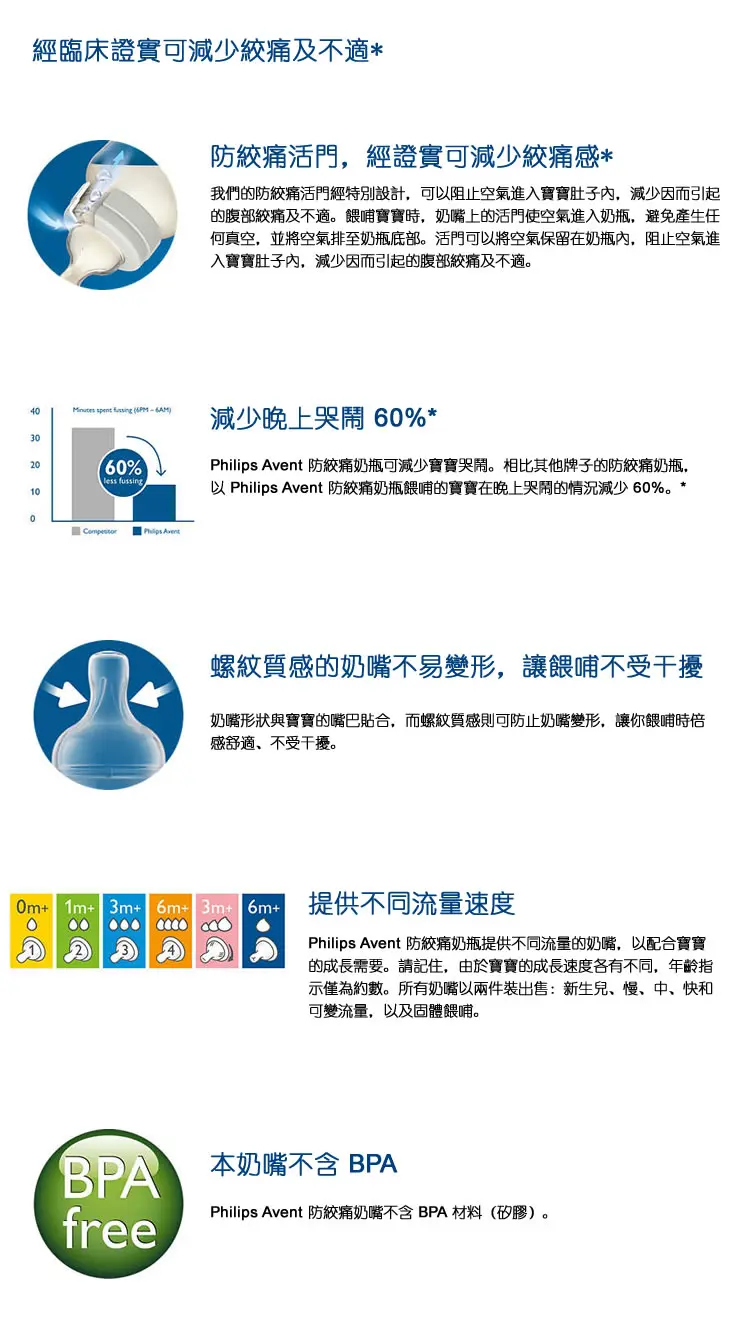 經臨床證實可減少絞痛及不適*
防絞痛活門，經證實可減少絞痛感*
我們的防絞痛活門經特別設計，可以阻止空氣進入寶寶肚子內，減少因而引起
的腹部絞痛及不適。餵哺寶寶時，奶嘴上的活門使空氣進入奶瓶，避免產生任
何真空，並將空氣排至奶瓶底部。活門可以將空氣保留在奶瓶內，阻止空氣進
入寶寶肚子內，減少因而引起的腹部絞痛及不適。
40
Minutes spent fussing (6PM – 6AM)
30
20
10
0
60%
less fussing
Competitor
Philips Avent
減少晚上哭鬧 60%*
Philips Avent 防絞痛奶瓶可減少寶寶哭鬧。相比其他牌子的防絞痛奶瓶，
以 Philips Avent 防絞痛奶瓶餵哺的寶寶在晚上哭鬧的情況減少 60%。*
螺紋質感的奶嘴不易變形，讓餵哺不受干擾
奶嘴形狀與寶寶的嘴巴貼合，而螺紋質感則可防止奶嘴變形，讓你餵哺時倍
感舒適、不受干擾。
0m+ 1m+ 3m+ 6m+ 3m+ 6m+
1 2 3 4
提供不同流量速度
Philips Avent 防絞痛奶瓶提供不同流量的奶嘴，以配合寶寶
的成長需要。請記住，由於寶寶的成長速度各有不同，年齡指
示僅為約數。所有奶嘴以兩件裝出售：新生兒、慢、中、快和
可變流量，以及固體餵哺。
BPA
free
本奶嘴不含 BPA
Philips Avent 防絞痛奶嘴不含 BPA 材料（矽膠）。